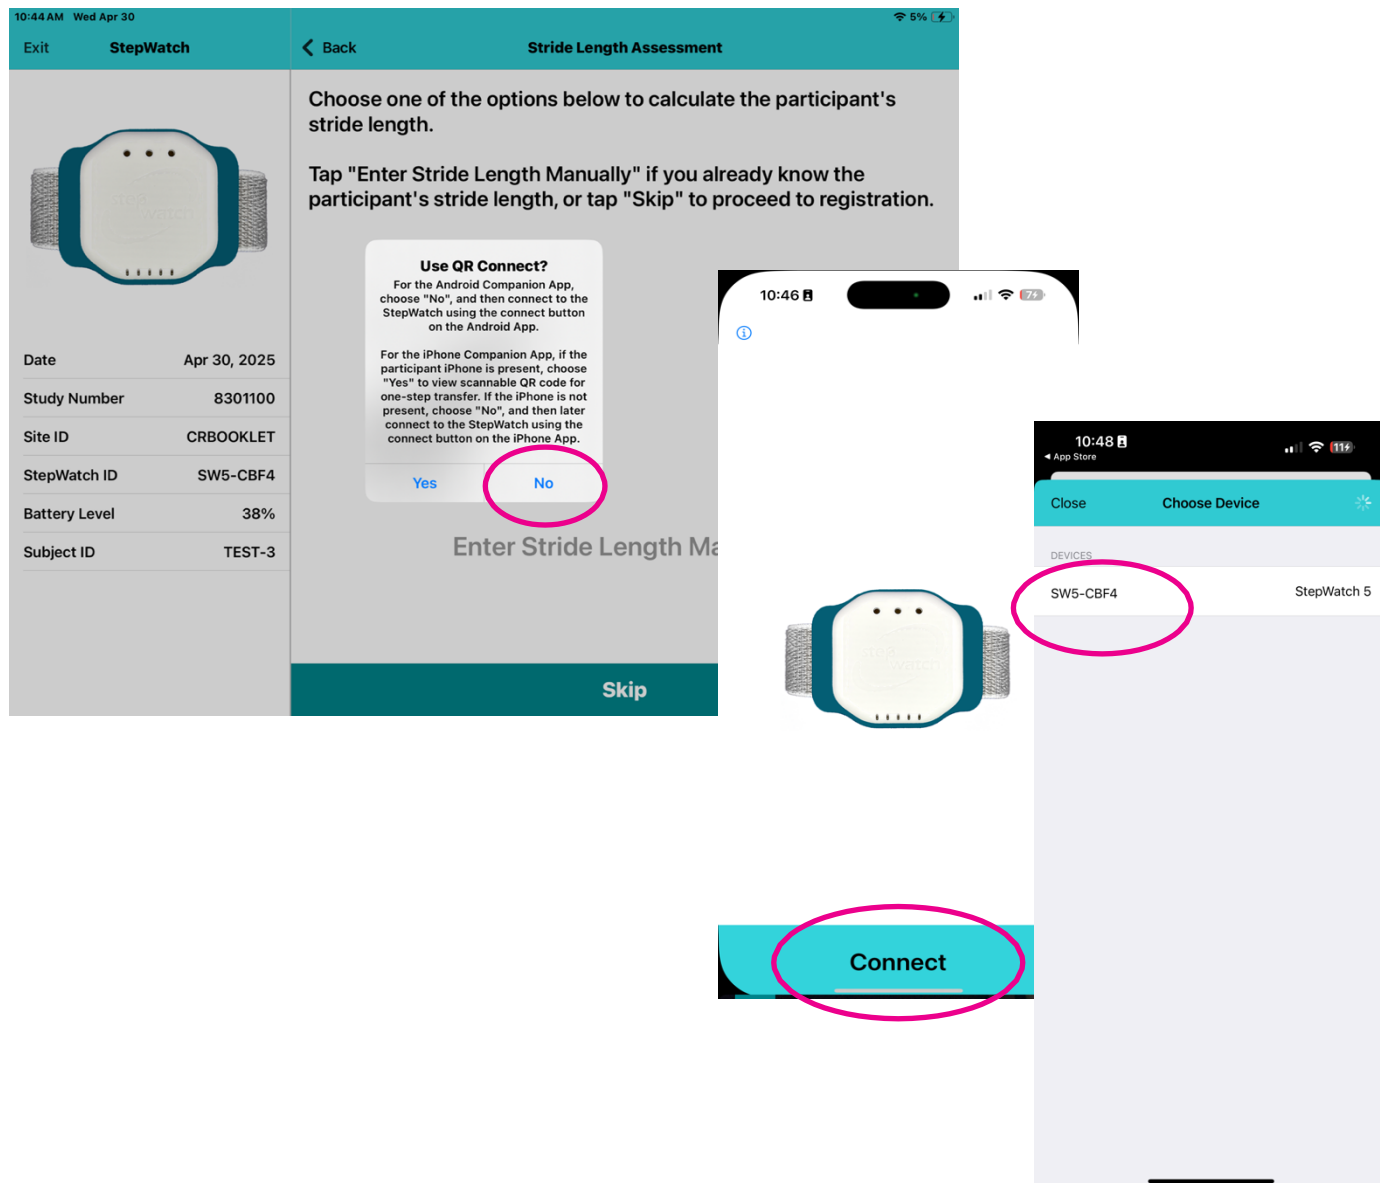 10:44 AM Wed Apr 30
5%
Exit
StepWatch
Back
Stride Length Assessment
Choose one of the options below to calculate the participant's
stride length.
Tap "Enter Stride Length Manually" if you already know the
participant's stride length, or tap "Skip" to proceed to registration.
Date Apr 30, 2025
Study Number 8301100
Site ID CRBOOKLET
StepWatch ID SW5-CBF4
Battery Level 38%
Subject ID TEST-3
Use QR Connect?
For the Android Companion App,
choose "No", and then connect to the
StepWatch using the connect button
on the Android App.
For the iPhone Companion App, if the
participant iPhone is present, choose
"Yes" to view scannable QR code for
one-step transfer. If the iPhone is not
present, choose "No", and then later
connect to the StepWatch using the
connect button on the iPhone App.
Yes
No
Enter Stride Length Ma
Skip
10:46
7
step
watch
Connect
10:48
11
App Store
Close
Choose Device
DEVICES
SW5-CBF4
StepWatch 5